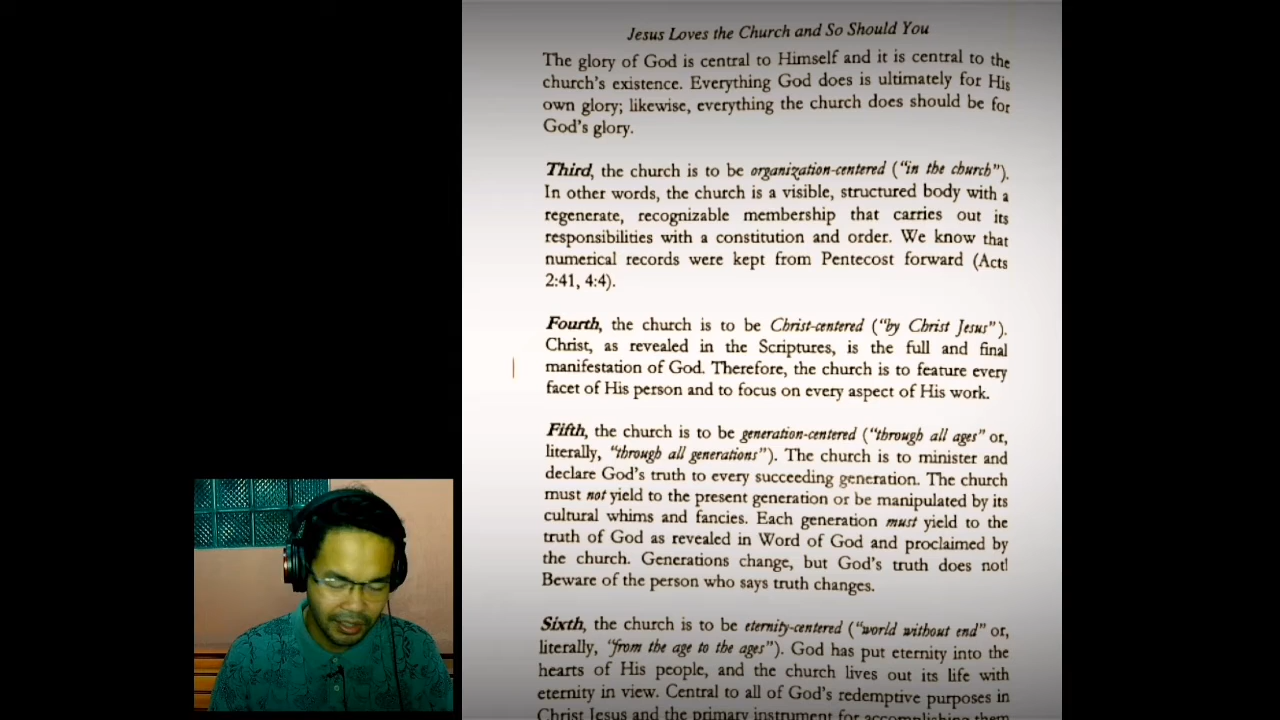 Jesus Loves the Church and So Should You
The glory of God is central to Himself and it is central to the
church's existence. Everything God does is ultimately for His
own glory; likewise, everything the church does should be for
God's glory.
Third, the church is to be organization-centered ("in the church").
In other words, the church is a visible, structured body with a
regenerate, recognizable membership that carries out its
responsibilities with a constitution and order. We know that
numerical records were kept from Pentecost forward (Acts
2:41, 4:4).
Fourth, the church is to be Christ-centered ("by Christ Jesus").
Christ, as revealed in the Scriptures, is the full and final
manifestation of God. Therefore, the church is to feature every
facet of His person and to focus on every aspect of His work.
Fifth, the church is to be generation-centered ("through all ages" or,
literally, "through all generations"). The church is to minister and
declare God's truth to every succeeding generation. The church
must not yield to the present generation or be manipulated by its
cultural whims and fancies. Each generation must yield to the
truth of God as revealed in Word of God and proclaimed by
the church. Generations change, but God's truth does not!
Beware of the person who says truth changes.
Sixth, the church is to be eternity-centered ("world without end" or,
literally, "from the age to the ages"). God has put eternity into the
hearts of His people, and the church lives out its life with
eternity in view. Central to all of God's redemptive purposes in
Christ Jesus and the primary instrument for accomplishing them